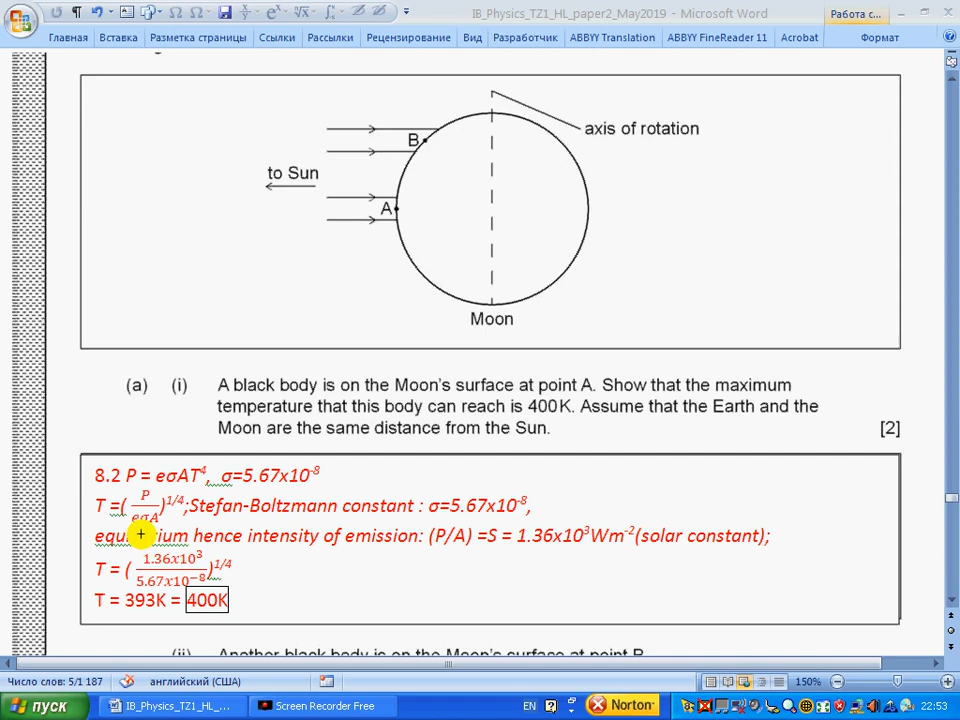 IB_Physics_TZ1_HL_paper2_May2019 - Microsoft Word
Работа с...
Главная Вставка Разметка страницы Ссылки Рассылки Рецензирование Вид Разработчик ABBYY Translation ABBYY FineReader 11 Acrobat Формат
axis of rotation
B
to Sun
A
Moon
(a) (i) A black body is on the Moon's surface at point A. Show that the maximum
temperature that this body can reach is 400K. Assume that the Earth and the
Moon are the same distance from the Sun. [2]
8.2 P = eσAT⁴, σ=5.67x10⁻⁸
T =( P/eσA )^1/4;Stefan-Boltzmann constant : σ=5.67x10⁻⁸,
hence intensity of emission: (P/A) =S = 1.36x10³Wm⁻²(solar constant);
T = ( 1.36x10³/5.67x10⁻⁸ )^1/4
T = 393K = 400K
(ii) Another black body is on the Moon's surface at point B.
Число слов: 5/1 187 английский (США) 150%
пуск IB_Physics_TZ1_HL_... Screen Recorder Free EN Norton 22:53